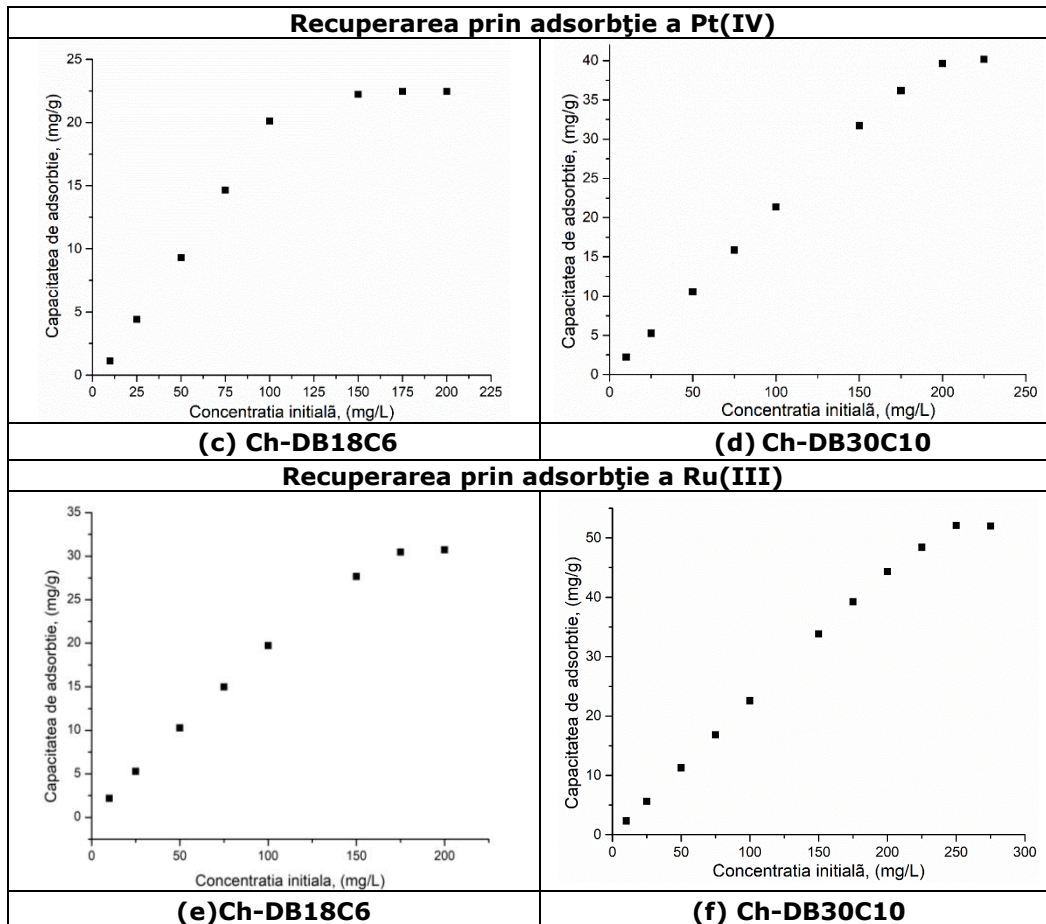 Recuperarea prin adsorbţie a Pt(IV)
Capacitatea de adsorbtie, (mg/g)
25
20
15
10
5
0
0 25 50 75 100 125 150 175 200 225
Concentratia initialã, (mg/L)
Capacitatea de adsorbtie, (mg/g)
40
35
30
25
20
15
10
5
0
0 50 100 150 200 250
Concentratia initialã, (mg/L)
(c) Ch-DB18C6
(d) Ch-DB30C10
Recuperarea prin adsorbţie a Ru(III)
Capacitatea de adsorbtie, (mg/g)
35
30
25
20
15
10
5
0
0 50 100 150 200
Concentratia initiala, (mg/L)
Capacitatea de adsorbtie, (mg/g)
50
40
30
20
10
0
0 50 100 150 200 250 300
Concentratia initialã, (mg/L)
(e)Ch-DB18C6
(f) Ch-DB30C10